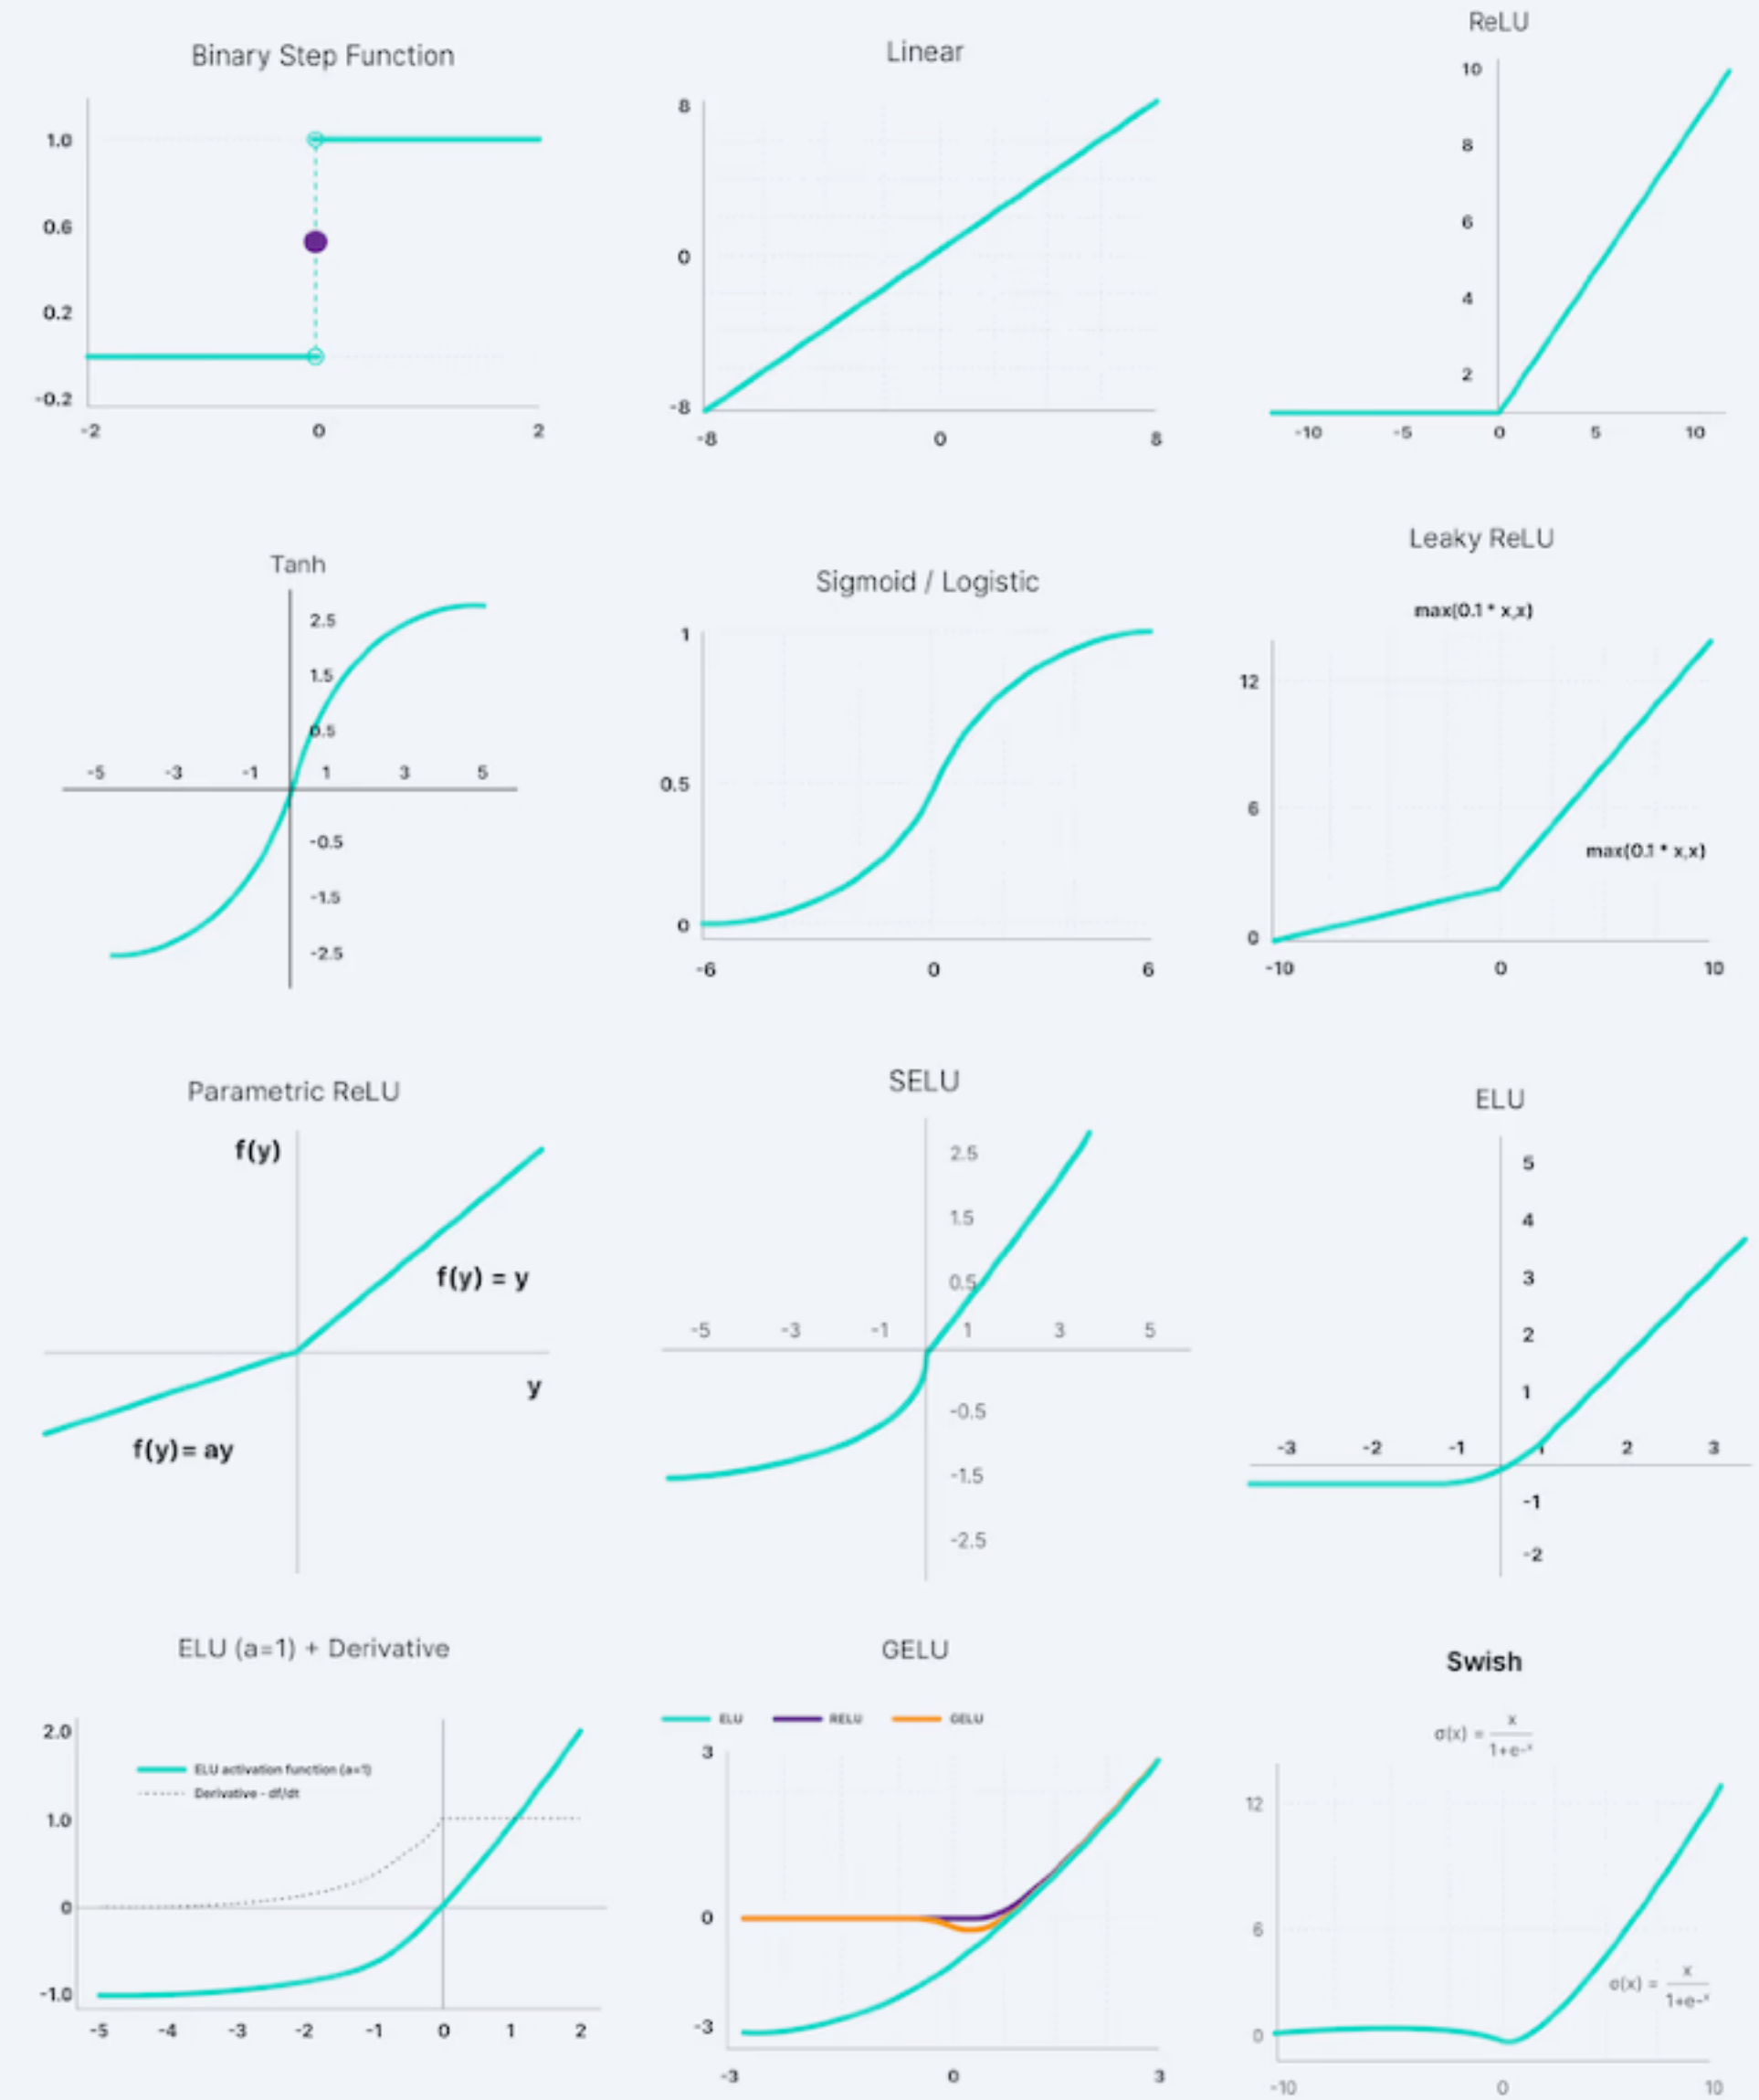 Binary Step Function
1.0
0.6
0.2
-0.2
-2 0 2
Linear
8
0
-8
-8 0 8
ReLU
10
8
6
4
2
-10 -5 0 5 10
Tanh
2.5
1.5
0.5
-5 -3 -1 1 3 5
-0.5
-1.5
-2.5
Sigmoid / Logistic
1
0.5
0
-6 0 6
Leaky ReLU
max(0.1 * x,x)
12
6
max(0.1 * x,x)
0
-10 0 10
Parametric ReLU
f(y)
f(y) = y
y
f(y)= ay
SELU
2.5
1.5
0.5
-5 -3 -1 1 3 5
-0.5
-1.5
-2.5
ELU
5
4
3
2
1
-3 -2 -1 1 2 3
-1
-2
ELU (a=1) + Derivative
2.0
ELU activation function (a=1)
Derivative - df/dt
1.0
0
-1.0
-5 -4 -3 -2 -1 0 1 2
GELU
ELU RELU GELU
3
0
-3
-3 0 3
Swish
σ(x) = x
1+e-ˣ
12
6
σ(x) = x
1+e-ˣ
0
-10 0 10